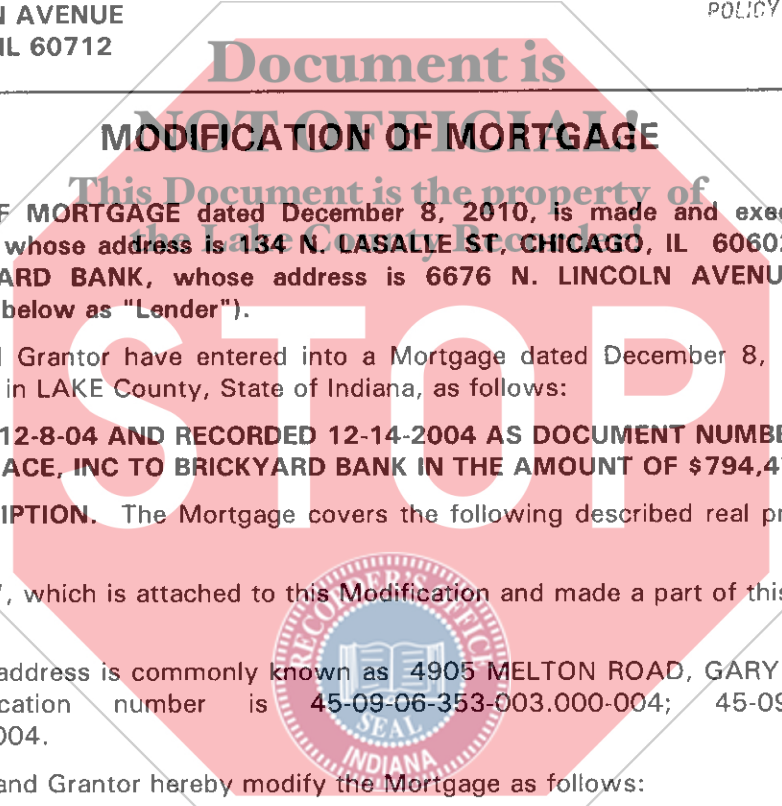 N AVENUE
IL 60712
POLICY
Document is
NOT OFFICIAL!
MODIFICATION OF MORTGAGE
This Document is the property of
the Lake County Recorder!
F MORTGAGE dated December 8, 2010, is made and exe
whose address is 134 N. LASALLE ST, CHICAGO, IL 6060
ARD BANK, whose address is 6676 N. LINCOLN AVENU
below as "Lender").
Grantor have entered into a Mortgage dated December 8,
in LAKE County, State of Indiana, as follows:
STOP
12-8-04 AND RECORDED 12-14-2004 AS DOCUMENT NUMBE
ACE, INC TO BRICKYARD BANK IN THE AMOUNT OF $794,4
IPTION. The Mortgage covers the following described real pr
, which is attached to this Modification and made a part of this
RECORDER'S OFFICE
address is commonly known as 4905 MELTON ROAD, GARY
cation number is 45-09-06-353-003.000-004; 45-09
004.
SEAL
INDIANA
and Grantor hereby modify the Mortgage as follows: